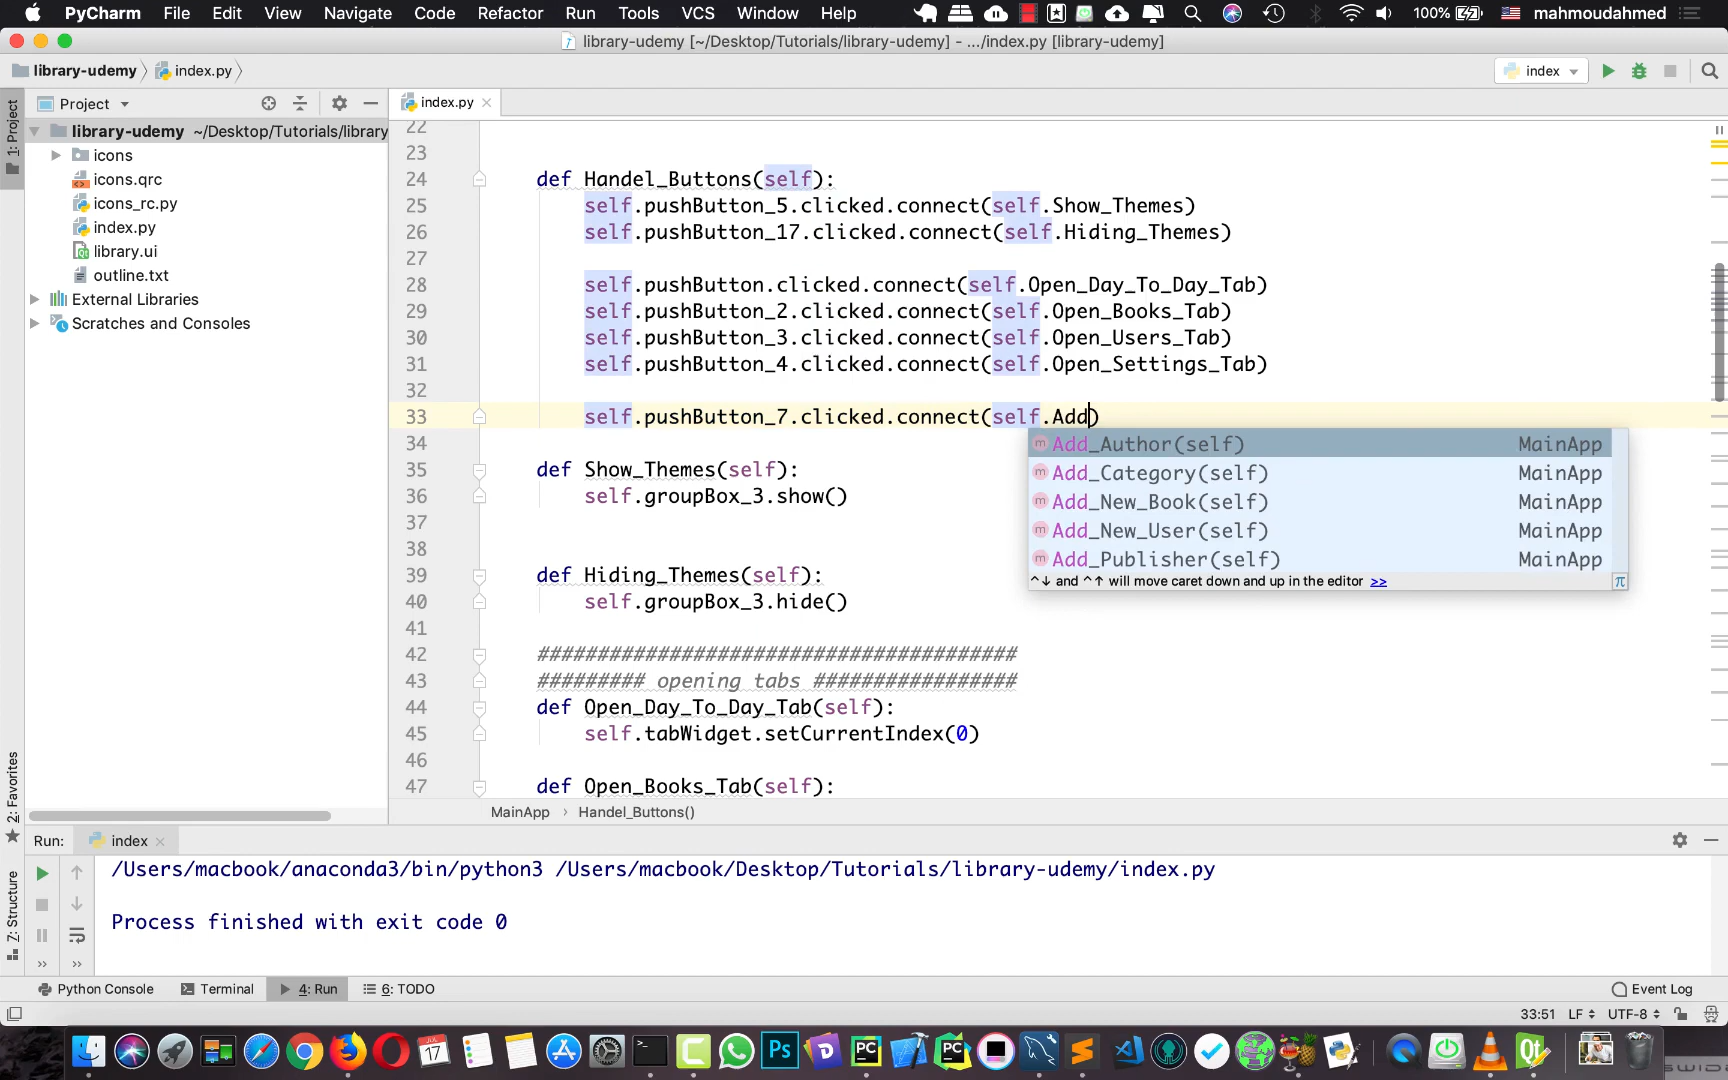 PyCharm File Edit View Navigate Code Refactor Run Tools VCS Window Help 100% mahmoudahmed
library-udemy [~/Desktop/Tutorials/library-udemy] - .../index.py [library-udemy]
library-udemy index.py index
Project index.py
1: Project
library-udemy ~/Desktop/Tutorials/library
icons
icons.qrc
icons_rc.py
index.py
library.ui
outline.txt
External Libraries
Scratches and Consoles
22
23
24 def Handel_Buttons(self):
25 self.pushButton_5.clicked.connect(self.Show_Themes)
26 self.pushButton_17.clicked.connect(self.Hiding_Themes)
27
28 self.pushButton.clicked.connect(self.Open_Day_To_Day_Tab)
29 self.pushButton_2.clicked.connect(self.Open_Books_Tab)
30 self.pushButton_3.clicked.connect(self.Open_Users_Tab)
31 self.pushButton_4.clicked.connect(self.Open_Settings_Tab)
32
33 self.pushButton_7.clicked.connect(self.Add)
Add_Author(self) MainApp
Add_Category(self) MainApp
Add_New_Book(self) MainApp
Add_New_User(self) MainApp
Add_Publisher(self) MainApp
^↓ and ^↑ will move caret down and up in the editor >> π
34
35 def Show_Themes(self):
36 self.groupBox_3.show()
37
38
39 def Hiding_Themes(self):
40 self.groupBox_3.hide()
41
42 ########################################
43 ######### opening tabs #################
44 def Open_Day_To_Day_Tab(self):
45 self.tabWidget.setCurrentIndex(0)
46
47 def Open_Books_Tab(self):
MainApp › Handel_Buttons()
2: Favorites
Z: Structure
Run: index
/Users/macbook/anaconda3/bin/python3 /Users/macbook/Desktop/Tutorials/library-udemy/index.py
Process finished with exit code 0
Python Console Terminal 4: Run 6: TODO Event Log
33:51 LF UTF-8
JUL
17
Ps
D
PC
PC
Qt